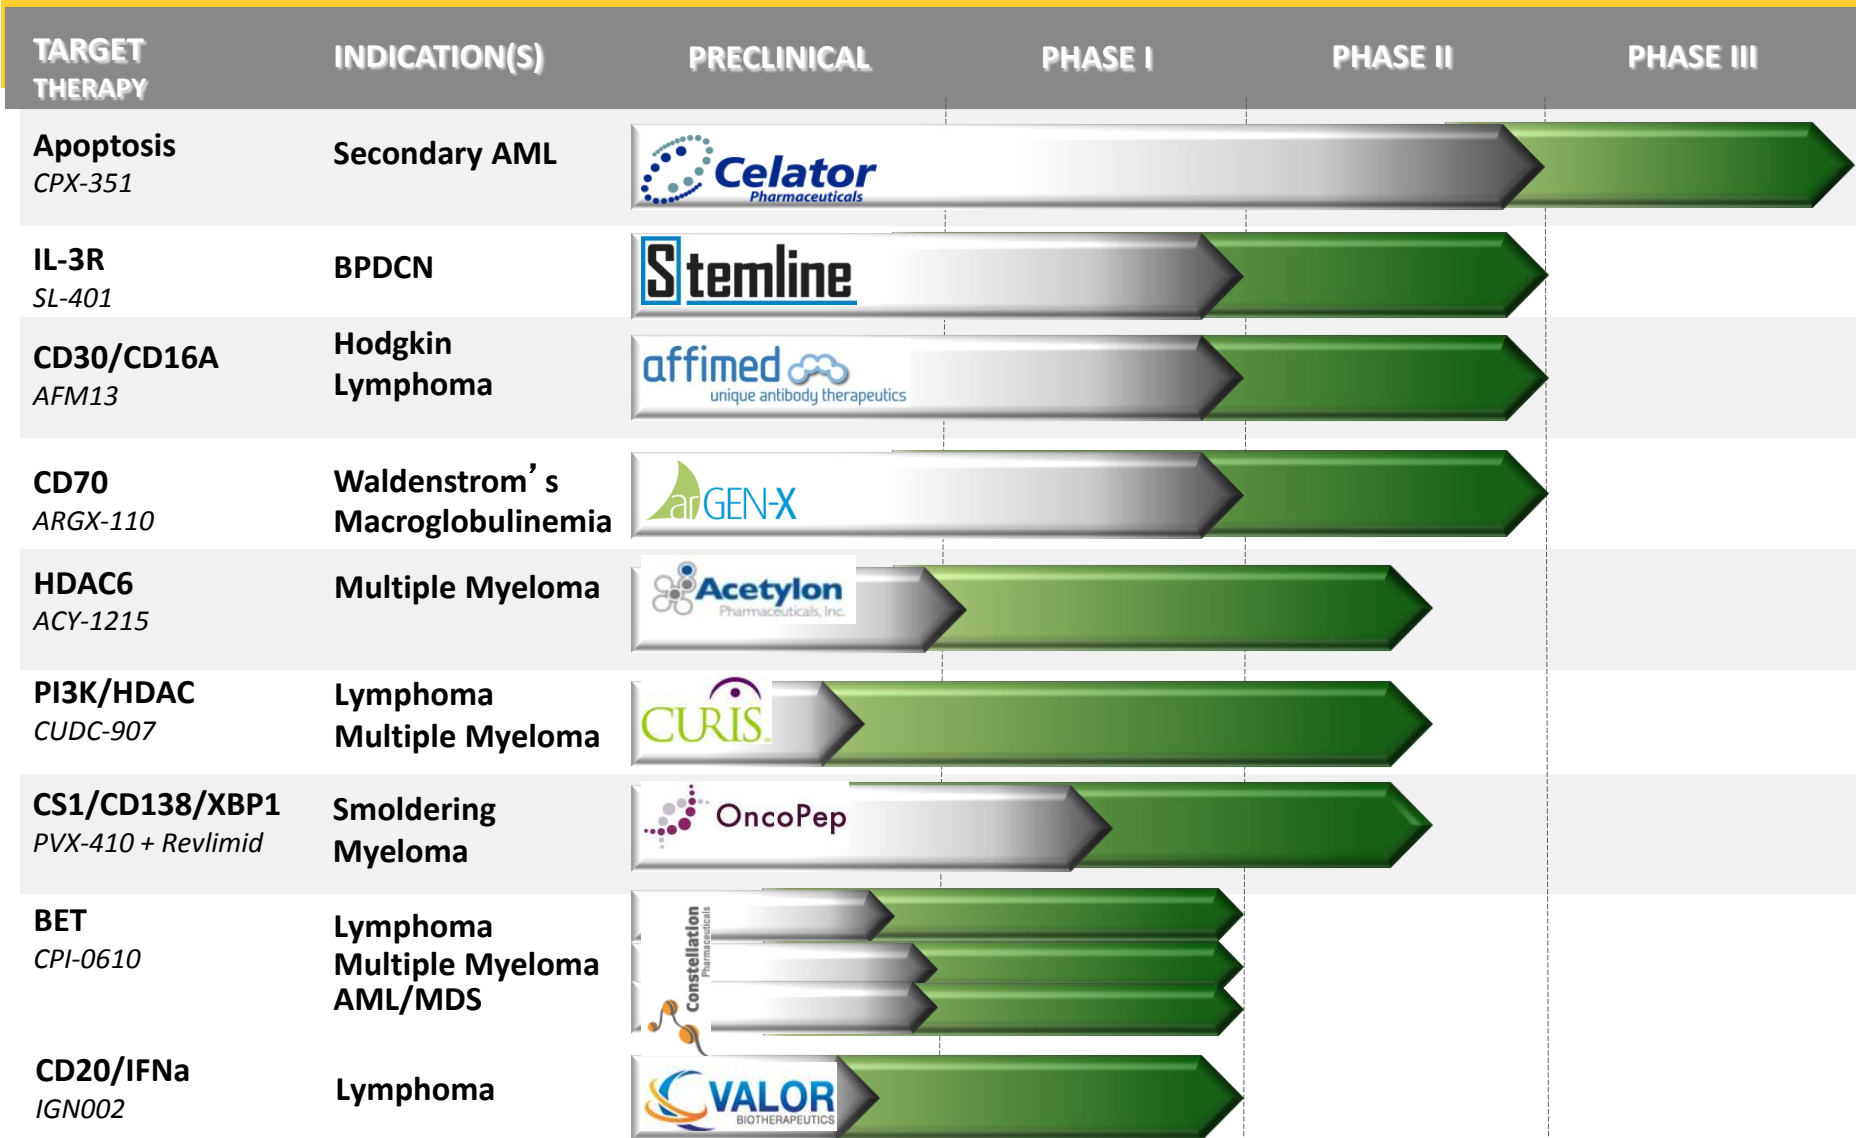 TARGET
THERAPY
INDICATION(S)
PRECLINICAL
PHASE I
PHASE II
PHASE III
Apoptosis
CPX-351
Secondary AML
Celator
Pharmaceuticals
IL-3R
SL-401
BPDCN
Stemline
CD30/CD16A
AFM13
Hodgkin
Lymphoma
affimed
unique antibody therapeutics
CD70
ARGX-110
Waldenstrom’s
Macroglobulinemia
arGEN-X
HDAC6
ACY-1215
Multiple Myeloma
Acetylon
Pharmaceuticals, Inc.
PI3K/HDAC
CUDC-907
Lymphoma
Multiple Myeloma
CURIS
CS1/CD138/XBP1
PVX-410 + Revlimid
Smoldering
Myeloma
OncoPep
BET
CPI-0610
Lymphoma
Multiple Myeloma
AML/MDS
Constellation
Pharmaceuticals
CD20/IFNa
IGN002
Lymphoma
VALOR
BIOTHERAPEUTICS